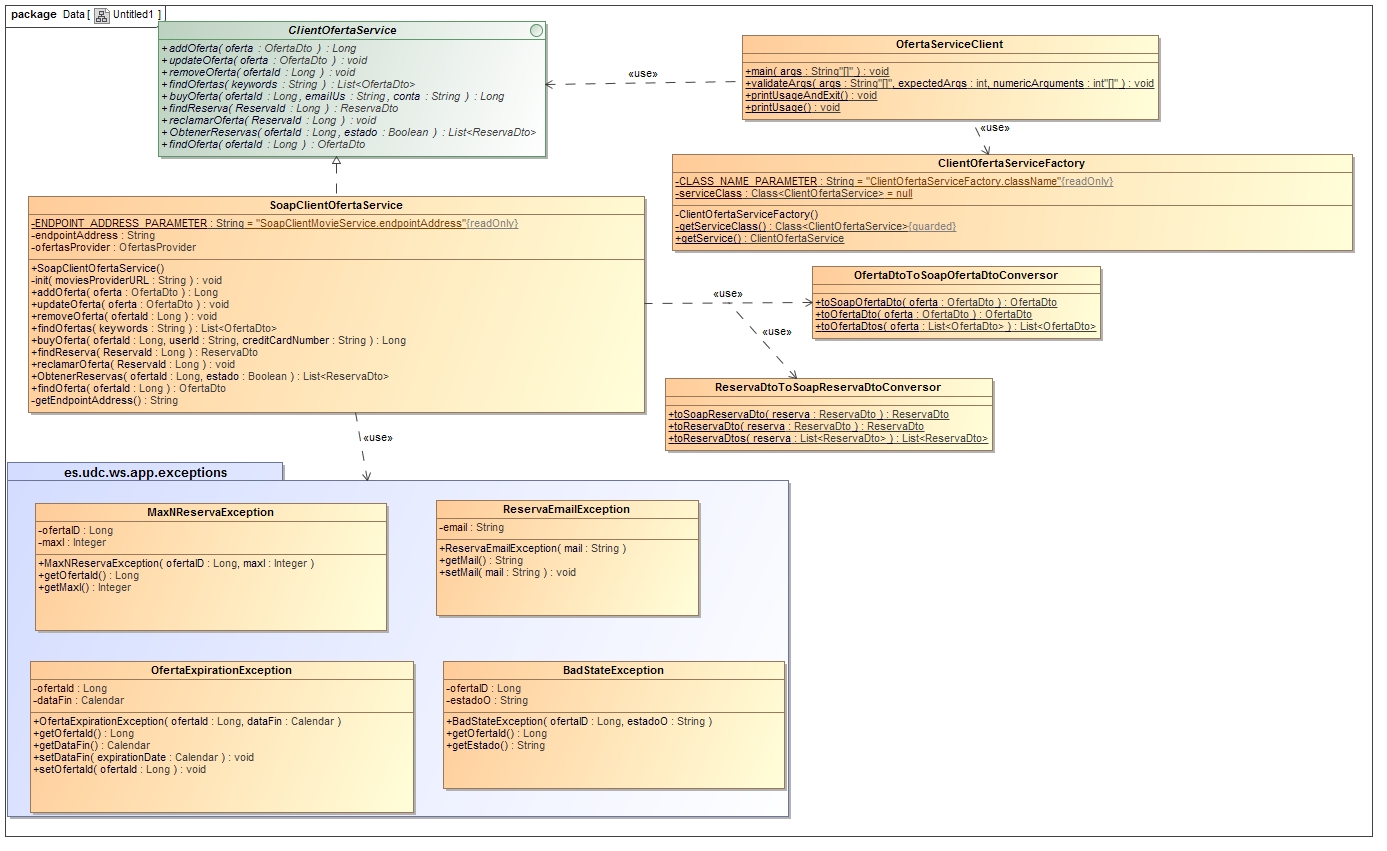 package Data [ Untitled1 ]
ClientOfertaService
+addOferta( oferta : OfertaDto ) : Long
+updateOferta( oferta : OfertaDto ) : void
+removeOferta( ofertaId : Long ) : void
+findOfertas( keywords : String ) : List<OfertaDto>
+buyOferta( ofertaId : Long, emailUs : String, conta : String ) : Long
+findReserva( ReservaId : Long ) : ReservaDto
+reclamarOferta( ReservaId : Long ) : void
+ObtenerReservas( ofertaId : Long, estado : Boolean ) : List<ReservaDto>
+findOferta( ofertaId : Long ) : OfertaDto
«use»
OfertaServiceClient
+main( args : String"[]" ) : void
+validateArgs( args : String"[]", expectedArgs : int, numericArguments : int"[]" ) : void
+printUsageAndExit() : void
+printUsage() : void
«use»
ClientOfertaServiceFactory
-CLASS_NAME_PARAMETER : String = "ClientOfertaServiceFactory.className"{readOnly}
-serviceClass : Class<ClientOfertaService> = null
-ClientOfertaServiceFactory()
-getServiceClass() : Class<ClientOfertaService>{guarded}
+getService() : ClientOfertaService
SoapClientOfertaService
-ENDPOINT_ADDRESS_PARAMETER : String = "SoapClientMovieService.endpointAddress"{readOnly}
-endpointAddress : String
-ofertasProvider : OfertasProvider
+SoapClientOfertaService()
-init( moviesProviderURL : String ) : void
+addOferta( oferta : OfertaDto ) : Long
+updateOferta( oferta : OfertaDto ) : void
+removeOferta( ofertaId : Long ) : void
+findOfertas( keywords : String ) : List<OfertaDto>
+buyOferta( ofertaId : Long, userId : String, creditCardNumber : String ) : Long
+findReserva( ReservaId : Long ) : ReservaDto
+reclamarOferta( ReservaId : Long ) : void
+ObtenerReservas( ofertaId : Long, estado : Boolean ) : List<ReservaDto>
+findOferta( ofertaId : Long ) : OfertaDto
-getEndpointAddress() : String
«use»
OfertaDtoToSoapOfertaDtoConversor
+toSoapOfertaDto( oferta : OfertaDto ) : OfertaDto
+toOfertaDto( oferta : OfertaDto ) : OfertaDto
+toOfertaDtos( oferta : List<OfertaDto> ) : List<OfertaDto>
«use»
ReservaDtoToSoapReservaDtoConversor
+toSoapReservaDto( reserva : ReservaDto ) : ReservaDto
+toReservaDto( reserva : ReservaDto ) : ReservaDto
+toReservaDtos( reserva : List<ReservaDto> ) : List<ReservaDto>
«use»
es.udc.ws.app.exceptions
MaxNReservaException
-ofertaID : Long
-maxI : Integer
+MaxNReservaException( ofertaID : Long, maxI : Integer )
+getOfertaId() : Long
+getMaxI() : Integer
ReservaEmailException
-email : String
+ReservaEmailException( mail : String )
+getMail() : String
+setMail( mail : String ) : void
OfertaExpirationException
-ofertaId : Long
-dataFin : Calendar
+OfertaExpirationException( ofertaId : Long, dataFin : Calendar )
+getOfertaId() : Long
+getDataFin() : Calendar
+setDataFin( expirationDate : Calendar ) : void
+setOfertaId( ofertaId : Long ) : void
BadStateException
-ofertaID : Long
-estadoO : String
+BadStateException( ofertaID : Long, estadoO : String )
+getOfertaId() : Long
+getEstado() : String